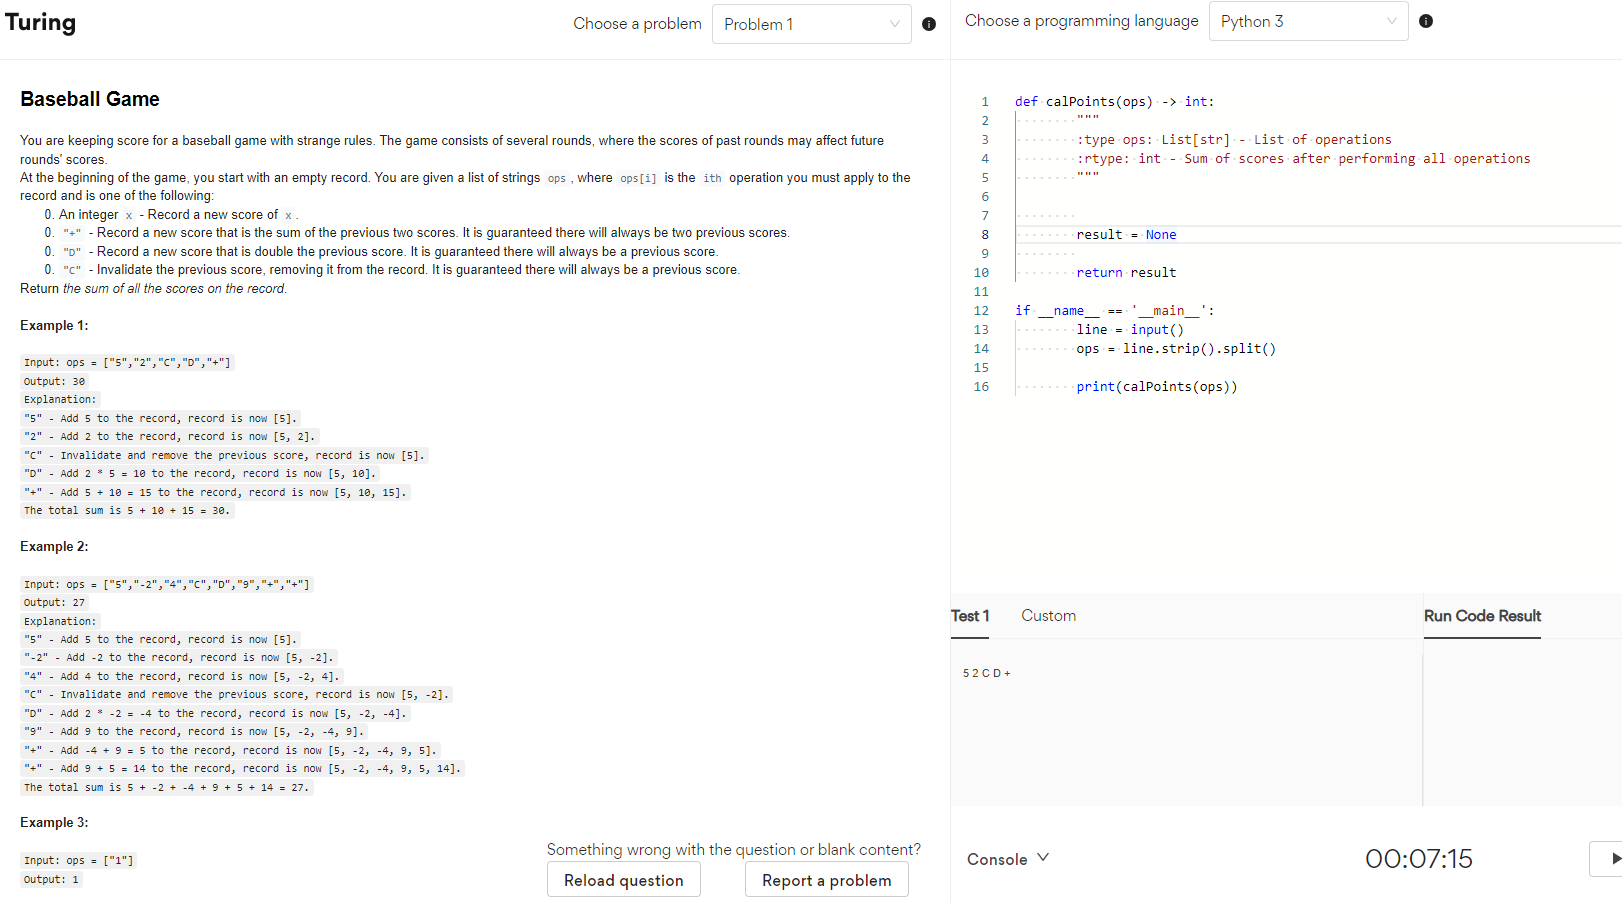 Turing
Choose a problem
Problem 1
Choose a programming language
Python 3
Baseball Game
You are keeping score for a baseball game with strange rules. The game consists of several rounds, where the scores of past rounds may affect future
rounds' scores.
At the beginning of the game, you start with an empty record. You are given a list of strings ops , where ops[i] is the ith operation you must apply to the
record and is one of the following:
0. An integer x - Record a new score of x .
0. "+" - Record a new score that is the sum of the previous two scores. It is guaranteed there will always be two previous scores.
0. "D" - Record a new score that is double the previous score. It is guaranteed there will always be a previous score.
0. "C" - Invalidate the previous score, removing it from the record. It is guaranteed there will always be a previous score.
Return the sum of all the scores on the record.
Example 1:
Input: ops = ["5","2","C","D","+"]
Output: 30
Explanation:
"5" - Add 5 to the record, record is now [5].
"2" - Add 2 to the record, record is now [5, 2].
"C" - Invalidate and remove the previous score, record is now [5].
"D" - Add 2 * 5 = 10 to the record, record is now [5, 10].
"+" - Add 5 + 10 = 15 to the record, record is now [5, 10, 15].
The total sum is 5 + 10 + 15 = 30.
Example 2:
Input: ops = ["5","-2","4","C","D","9","+","+"]
Output: 27
Explanation:
"5" - Add 5 to the record, record is now [5].
"-2" - Add -2 to the record, record is now [5, -2].
"4" - Add 4 to the record, record is now [5, -2, 4].
"C" - Invalidate and remove the previous score, record is now [5, -2].
"D" - Add 2 * -2 = -4 to the record, record is now [5, -2, -4].
"9" - Add 9 to the record, record is now [5, -2, -4, 9].
"+" - Add -4 + 9 = 5 to the record, record is now [5, -2, -4, 9, 5].
"+" - Add 9 + 5 = 14 to the record, record is now [5, -2, -4, 9, 5, 14].
The total sum is 5 + -2 + -4 + 9 + 5 + 14 = 27.
Example 3:
Input: ops = ["1"]
Output: 1
Something wrong with the question or blank content?
Reload question
Report a problem
1 def calPoints(ops) -> int:
2 """
3 :type ops: List[str] - List of operations
4 :rtype: int - Sum of scores after performing all operations
5 """
6
7
8 result = None
9
10 return result
11
12 if __name__ == '__main__':
13 line = input()
14 ops = line.strip().split()
15
16 print(calPoints(ops))
Test 1
Custom
Run Code Result
5 2 C D +
Console
00:07:15